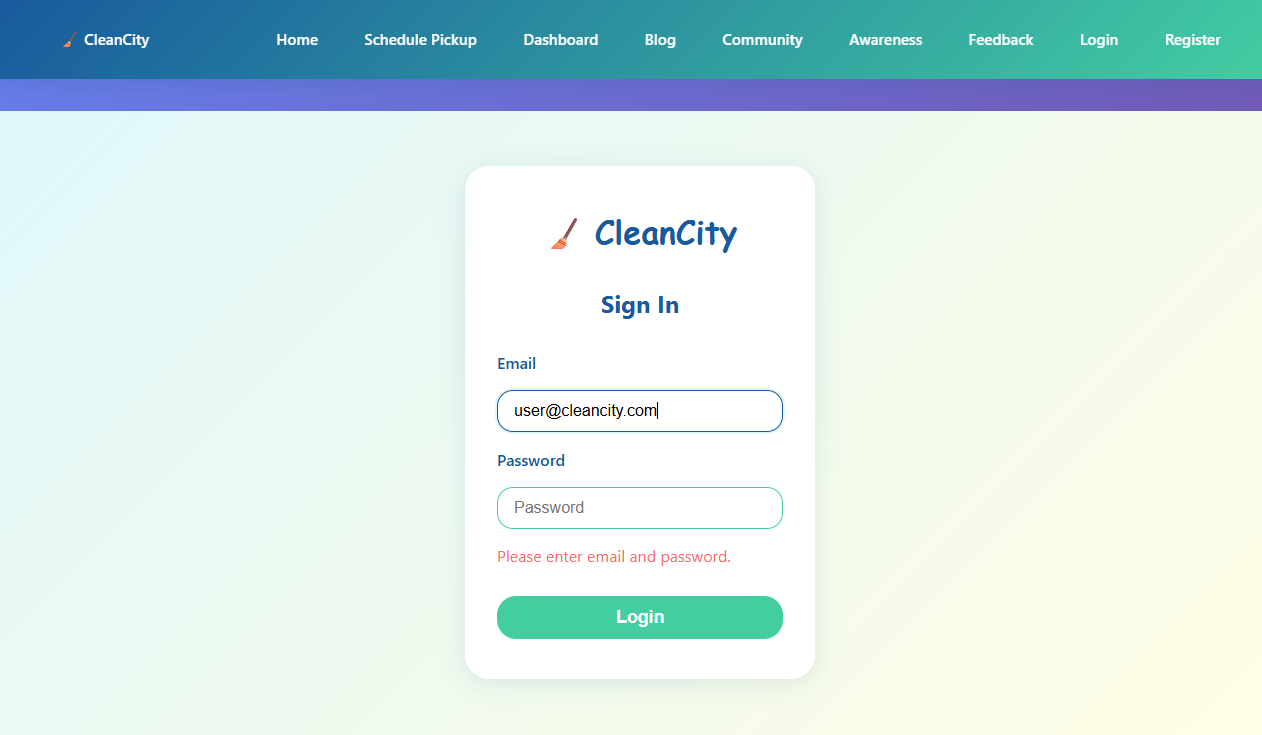 CleanCity Home Schedule Pickup Dashboard Blog Community Awareness Feedback Login Register
CleanCity
Sign In
Email
user@cleancity.com
Password
Password
Please enter email and password.
Login